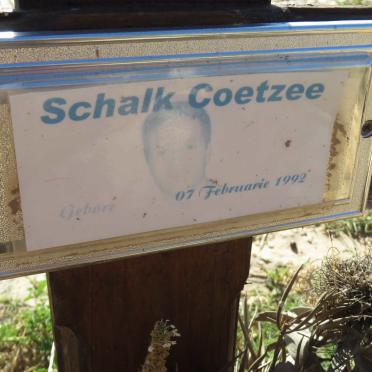 Schalk Coetzee
Gebore 07 Februarie 1992